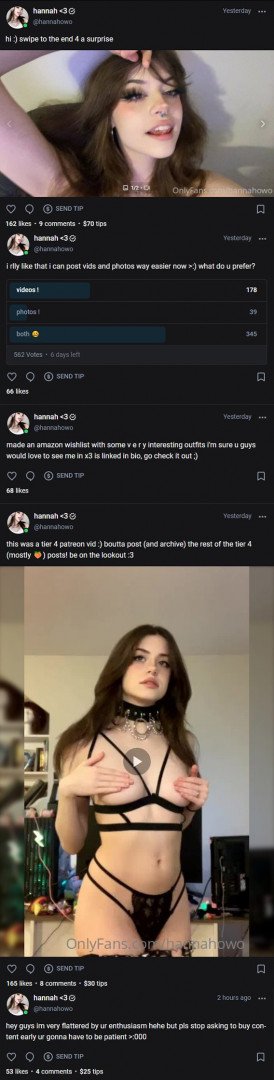 hannah <3
@hannahowo
Yesterday
hi :) swipe to the end 4 a surprise
1/2
OnlyFans.com/hannahowo
SEND TIP
162 likes • 9 comments • $70 tips
hannah <3
@hannahowo
Yesterday
i rlly like that i can post vids and photos way easier now >:) what do u prefer?
videos ! 178
photos ! 39
both 😖 345
562 Votes • 6 days left
SEND TIP
66 likes
hannah <3
@hannahowo
Yesterday
made an amazon wishlist with some v e r y interesting outfits i'm sure u guys
would love to see me in x3 is linked in bio, go check it out ;)
SEND TIP
68 likes
hannah <3
@hannahowo
Yesterday
this was a tier 4 patreon vid :) boutta post (and archive) the rest of the tier 4
(mostly 🍑) posts! be on the lookout :3
OnlyFans.com/hannahowo
SEND TIP
165 likes • 8 comments • $30 tips
hannah <3
@hannahowo
2 hours ago
hey guys im very flattered by ur enthusiasm hehe but pls stop asking to buy con-
tent early ur gonna have to be patient >:000
SEND TIP
53 likes • 4 comments • $25 tips